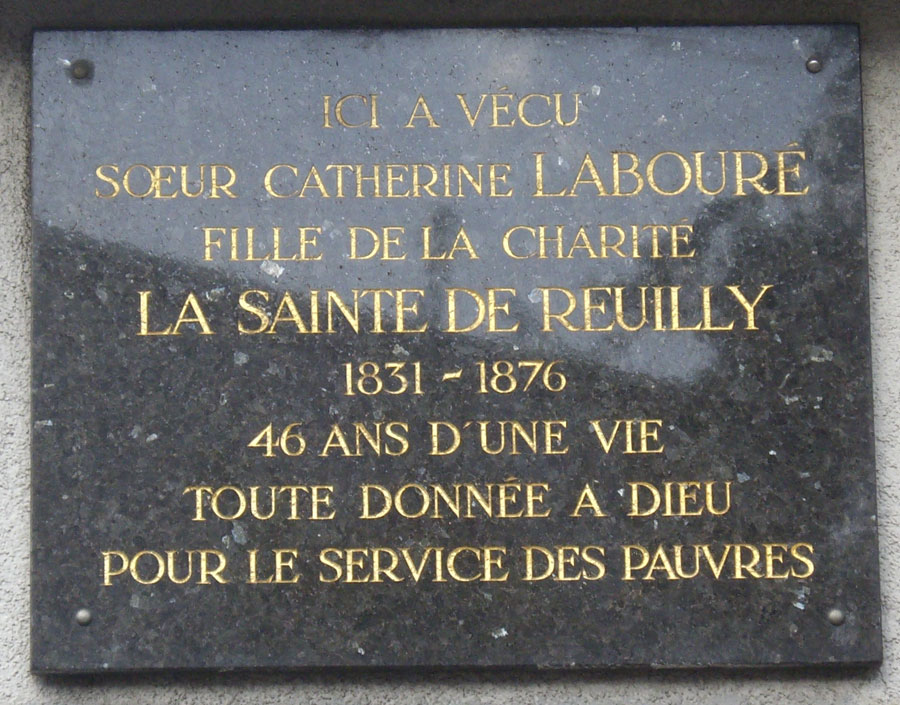 ICI A VÉCU
SŒUR CATHERINE LABOURÉ
FILLE DE LA CHARITÉ
LA SAINTE DE REUILLY
1831 - 1876
46 ANS D'UNE VIE
TOUTE DONNÉE A DIEU
POUR LE SERVICE DES PAUVRES